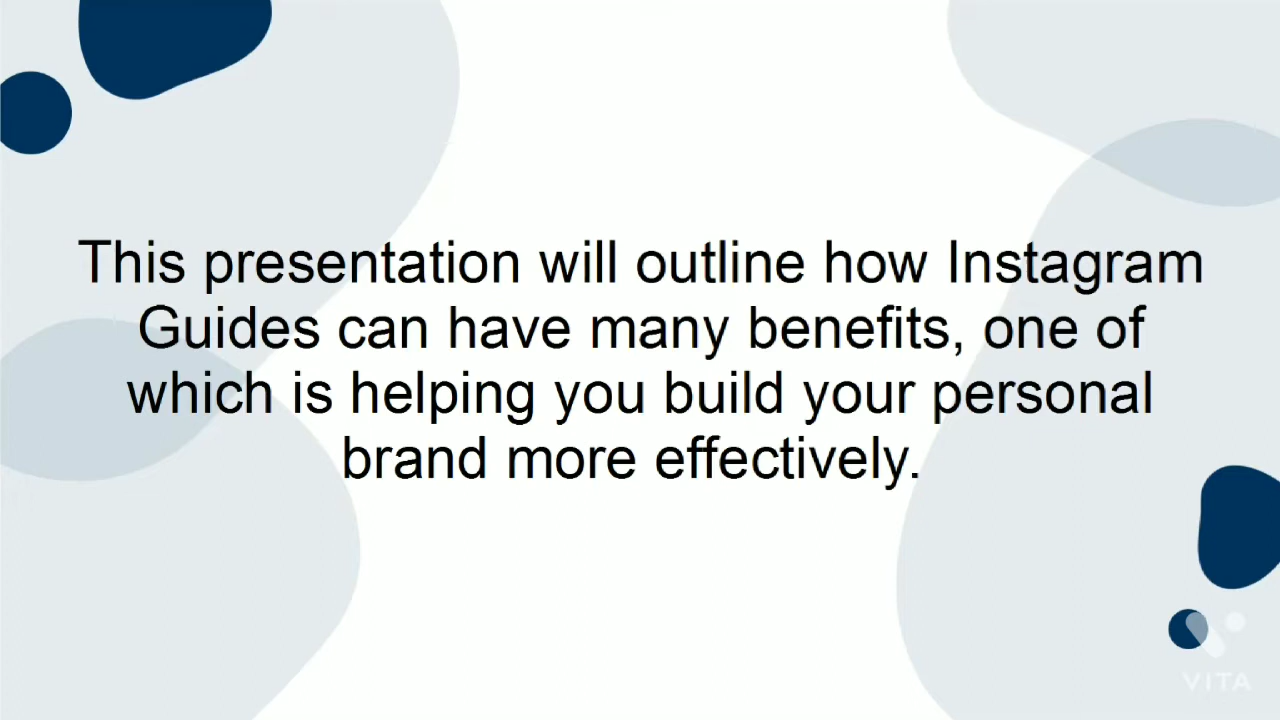 This presentation will outline how Instagram
Guides can have many benefits, one of
which is helping you build your personal
brand more effectively.
VITA